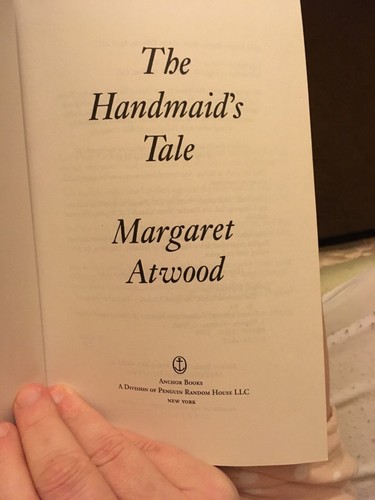 The
Handmaid's
Tale
Margaret
Atwood
Anchor Books
A Division of Penguin Random House LLC
New York